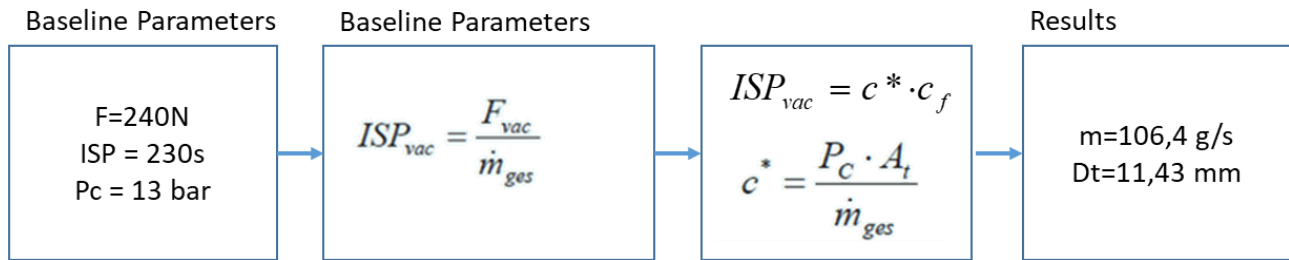 Baseline Parameters
Baseline Parameters
Results
F=240N
ISP = 230s
Pc = 13 bar
ISP_vac = F_vac / ṁ_ges
ISP_vac = c* · c_f
c* = P_C · A_t / ṁ_ges
m=106,4 g/s
Dt=11,43 mm